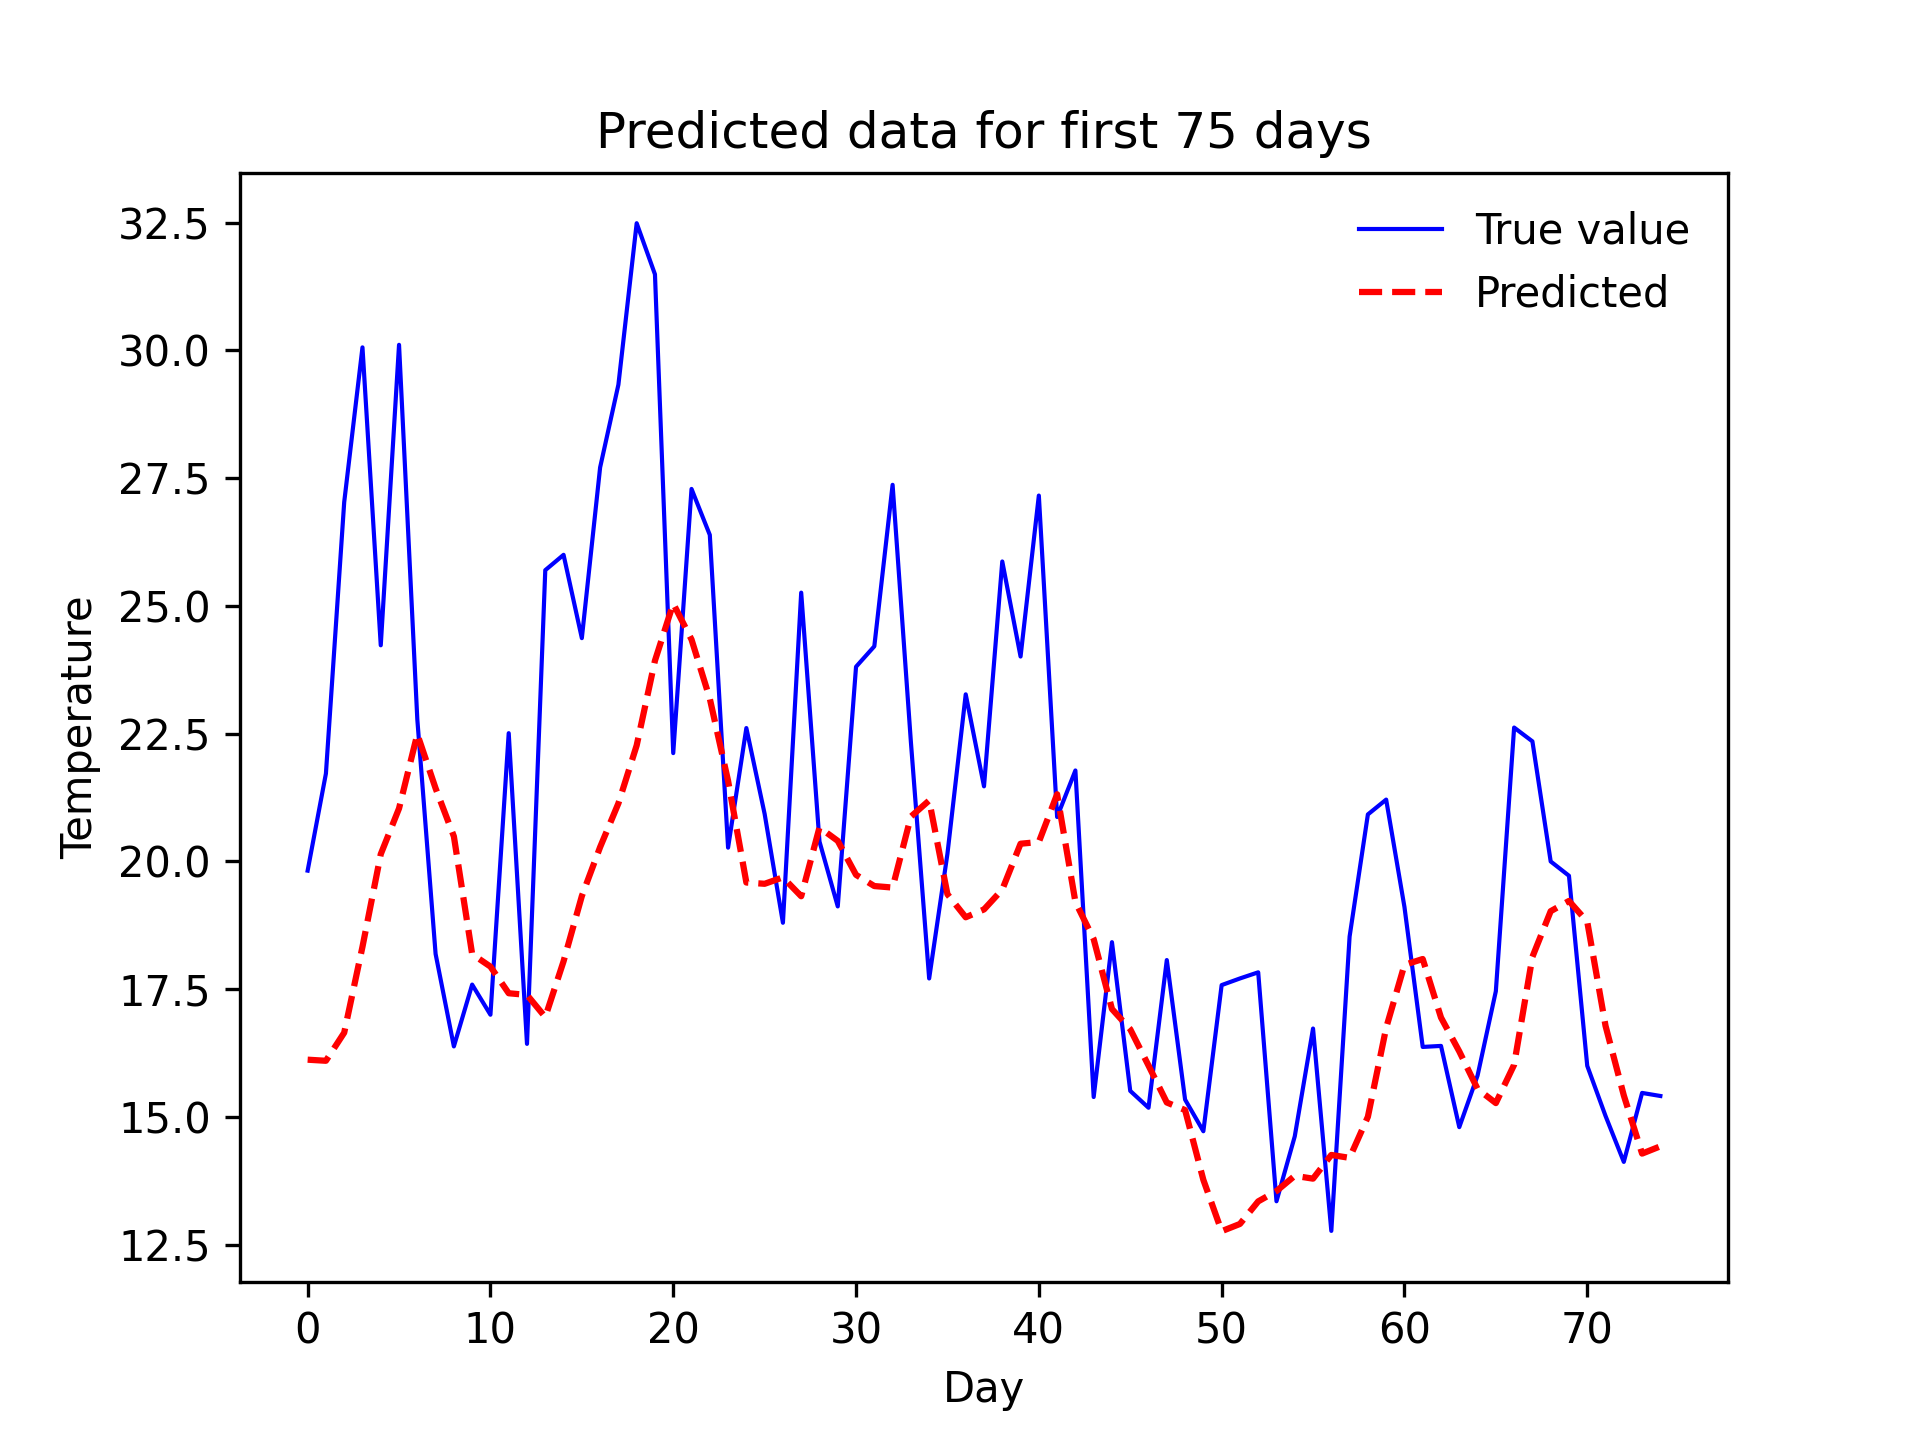 Predicted data for first 75 days
True value
Predicted
32.5
30.0
27.5
25.0
22.5
20.0
17.5
15.0
12.5
Temperature
0 10 20 30 40 50 60 70
Day